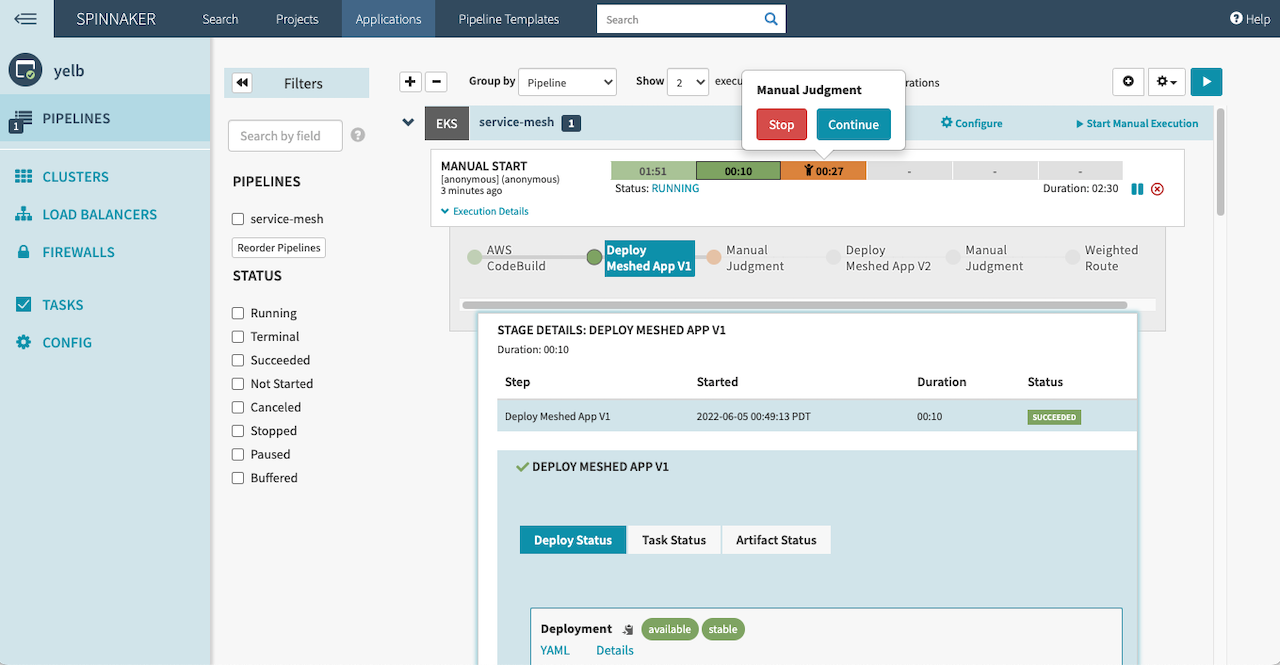 SPINNAKER Search Projects Applications Pipeline Templates Search Help
yelb
1 PIPELINES
CLUSTERS
LOAD BALANCERS
FIREWALLS
TASKS
CONFIG
Filters
Search by field ?
PIPELINES
service-mesh
Reorder Pipelines
STATUS
Running
Terminal
Succeeded
Not Started
Canceled
Stopped
Paused
Buffered
Group by Pipeline Show 2 execu rations
Manual Judgment
Stop Continue
EKS service-mesh 1 Configure Start Manual Execution
MANUAL START
[anonymous] (anonymous)
3 minutes ago
01:51 00:10 00:27 - - -
Status: RUNNING Duration: 02:30
Execution Details
AWS
CodeBuild
Deploy
Meshed App V1
Manual
Judgment
Deploy
Meshed App V2
Manual
Judgment
Weighted
Route
STAGE DETAILS: DEPLOY MESHED APP V1
Duration: 00:10
Step Started Duration Status
Deploy Meshed App V1 2022-06-05 00:49:13 PDT 00:10 SUCCEEDED
DEPLOY MESHED APP V1
Deploy Status Task Status Artifact Status
Deployment available stable
YAML Details